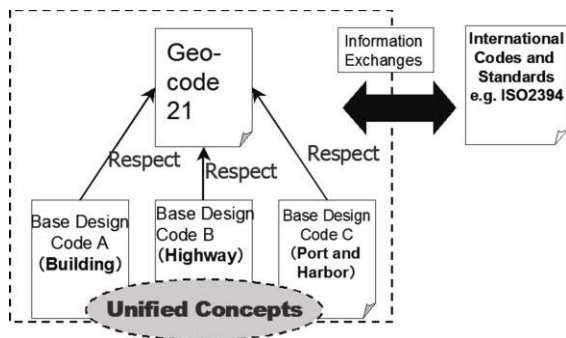 Geo-
code
21
Information
Exchanges
International
Codes and
Standards
e.g. ISO2394
Respect
Respect
Respect
Base Design
Code A
(Building)
Base Design
Code B
(Highway)
Base Design
Code C
(Port and
Harbor)
Unified Concepts